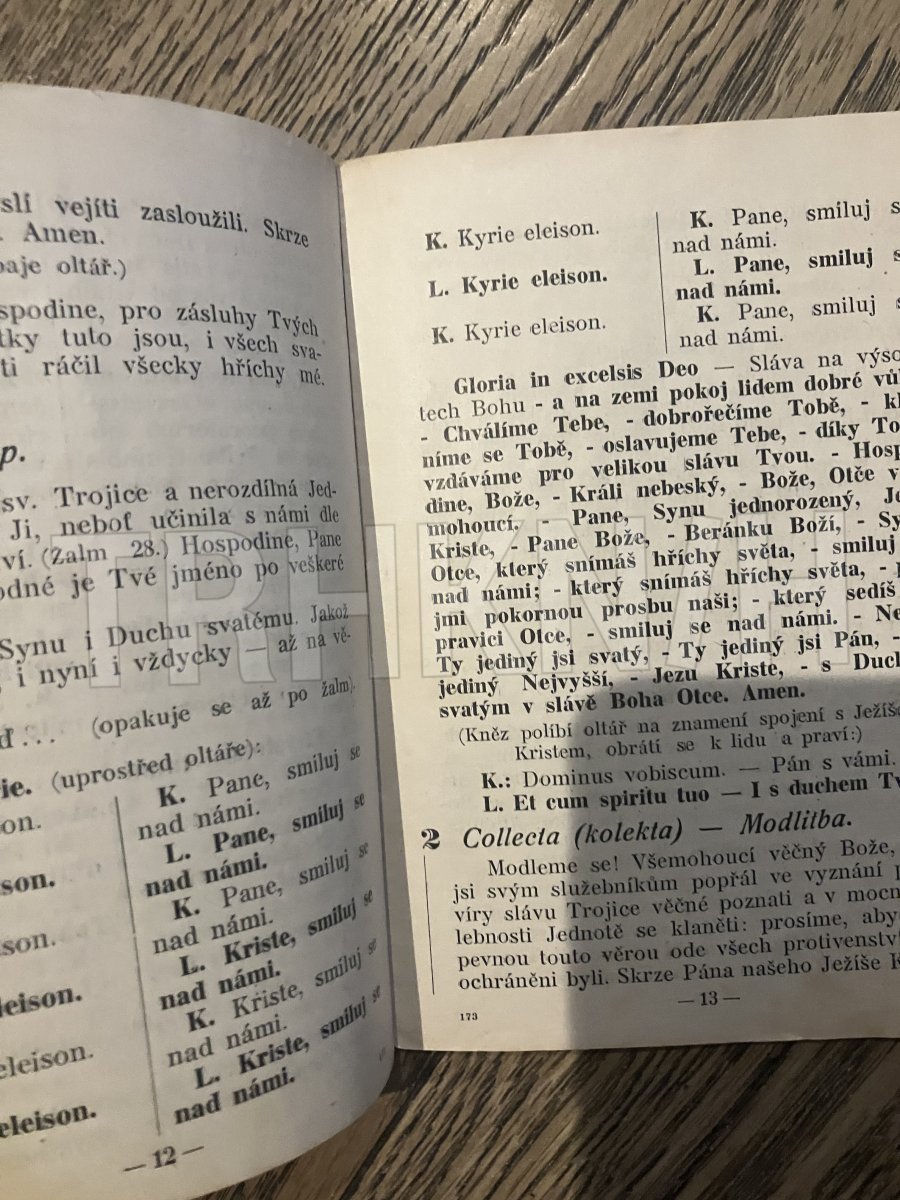 slí vejíti zasloužili. Skrze
. Amen.
baje oltář.)
spodine, pro zásluhy Tvých
tky tuto jsou, i všech sva-
ti ráčil všecky hříchy mé.
p.
sv. Trojice a nerozdílná Jed-
Ji, neboť učinila s námi dle
ví. (Žalm 28.) Hospodine, Pane
odné je Tvé jméno po veškeré
Synu i Duchu svatému. Jakož
, i nyní i vždycky — až na vě-
ď... (opakuje se až po žalm).
ie. (uprostřed oltáře):
on.
K. Pane, smiluj se
nad námi.
son.
L. Pane, smiluj se
nad námi.
son.
K. Pane, smiluj se
nad námi.
leison.
L. Kriste, smiluj se
nad námi.
eleison.
K. Kriste, smiluj se
nad námi.
eleison.
L. Kriste, smiluj se
nad námi.
— 12 —
K. Kyrie eleison.
K. Pane, smiluj s
nad námi.
L. Kyrie eleison.
L. Pane, smiluj s
nad námi.
K. Kyrie eleison.
K. Pane, smiluj s
nad námi.
Gloria in excelsis Deo — Sláva na výso
tech Bohu - a na zemi pokoj lidem dobré vůl
- Chválíme Tebe, - dobrořečíme Tobě, - kl
níme se Tobě, - oslavujeme Tebe, - díky To
vzdáváme pro velikou slávu Tvou. - Hosp
dine, Bože, - Králi nebeský, - Bože, Otče v
mohoucí. - Pane, Synu jednorozený, Je
Kriste, - Pane Bože, - Beránku Boží, - Sy
Otce, který snímáš hříchy světa, - smiluj
nad námi; - který snímáš hříchy světa, - p
jmi pokornou prosbu naši; - který sedíš
pravici Otce, - smiluj se nad námi. - Ne
Ty jediný jsi svatý, - Ty jediný jsi Pán, -
jediný Nejvyšší, - Jezu Kriste, - s Duch
svatým v slávě Boha Otce. Amen.
(Kněz políbí oltář na znamení spojení s Ježíše
Kristem, obrátí se k lidu a praví:)
K.: Dominus vobiscum. — Pán s vámi.
L. Et cum spiritu tuo — I s duchem Tv
2 Collecta (kolekta) — Modlitba.
Modleme se! Všemohoucí věčný Bože,
jsi svým služebníkům popřál ve vyznání p
víry slávu Trojice věčné poznati a v mocn
lebnosti Jednotě se klaněti: prosíme, aby
pevnou touto věrou ode všech protivenstv
ochráněni byli. Skrze Pána našeho Ježíše K
— 13 —
173
TRHKNIH